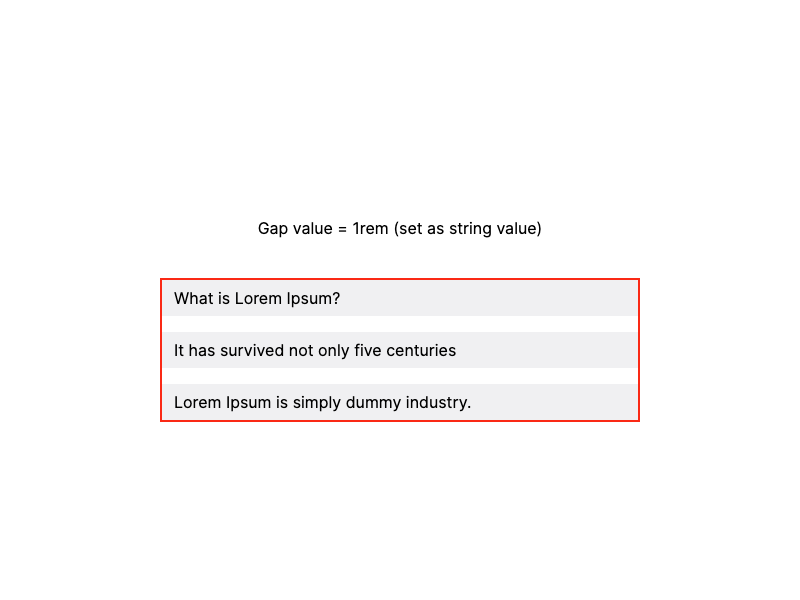 Gap value = 1rem (set as string value)
What is Lorem Ipsum?
It has survived not only five centuries
Lorem Ipsum is simply dummy industry.